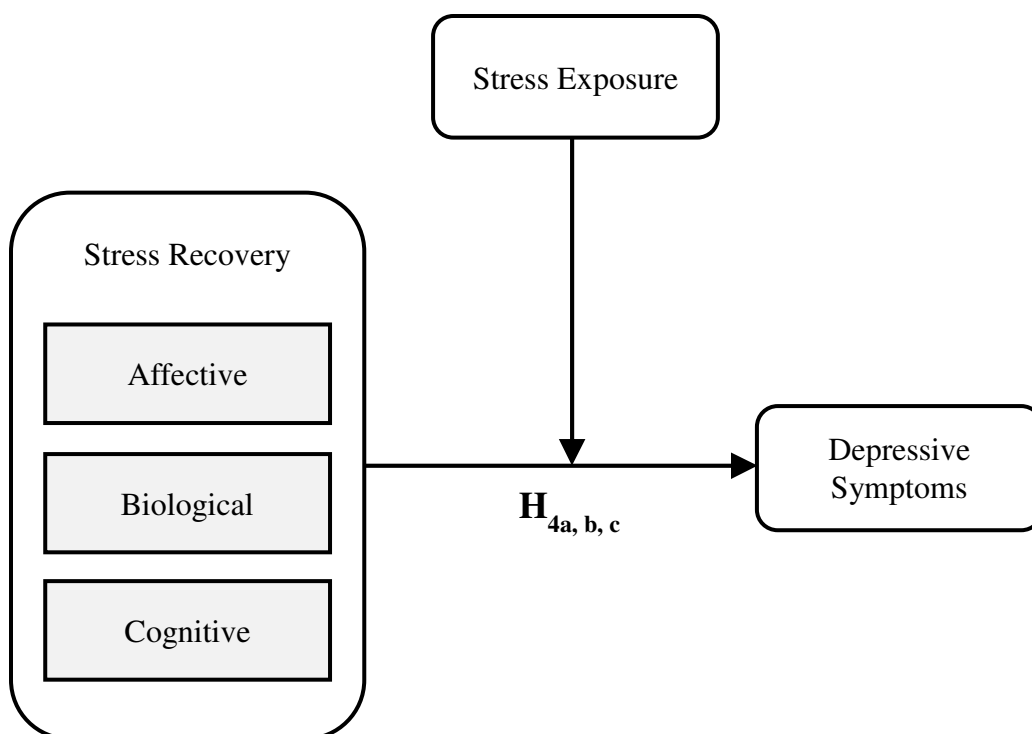 Stress Exposure
Stress Recovery
Affective
Biological
Cognitive
H4a, b, c
Depressive
Symptoms